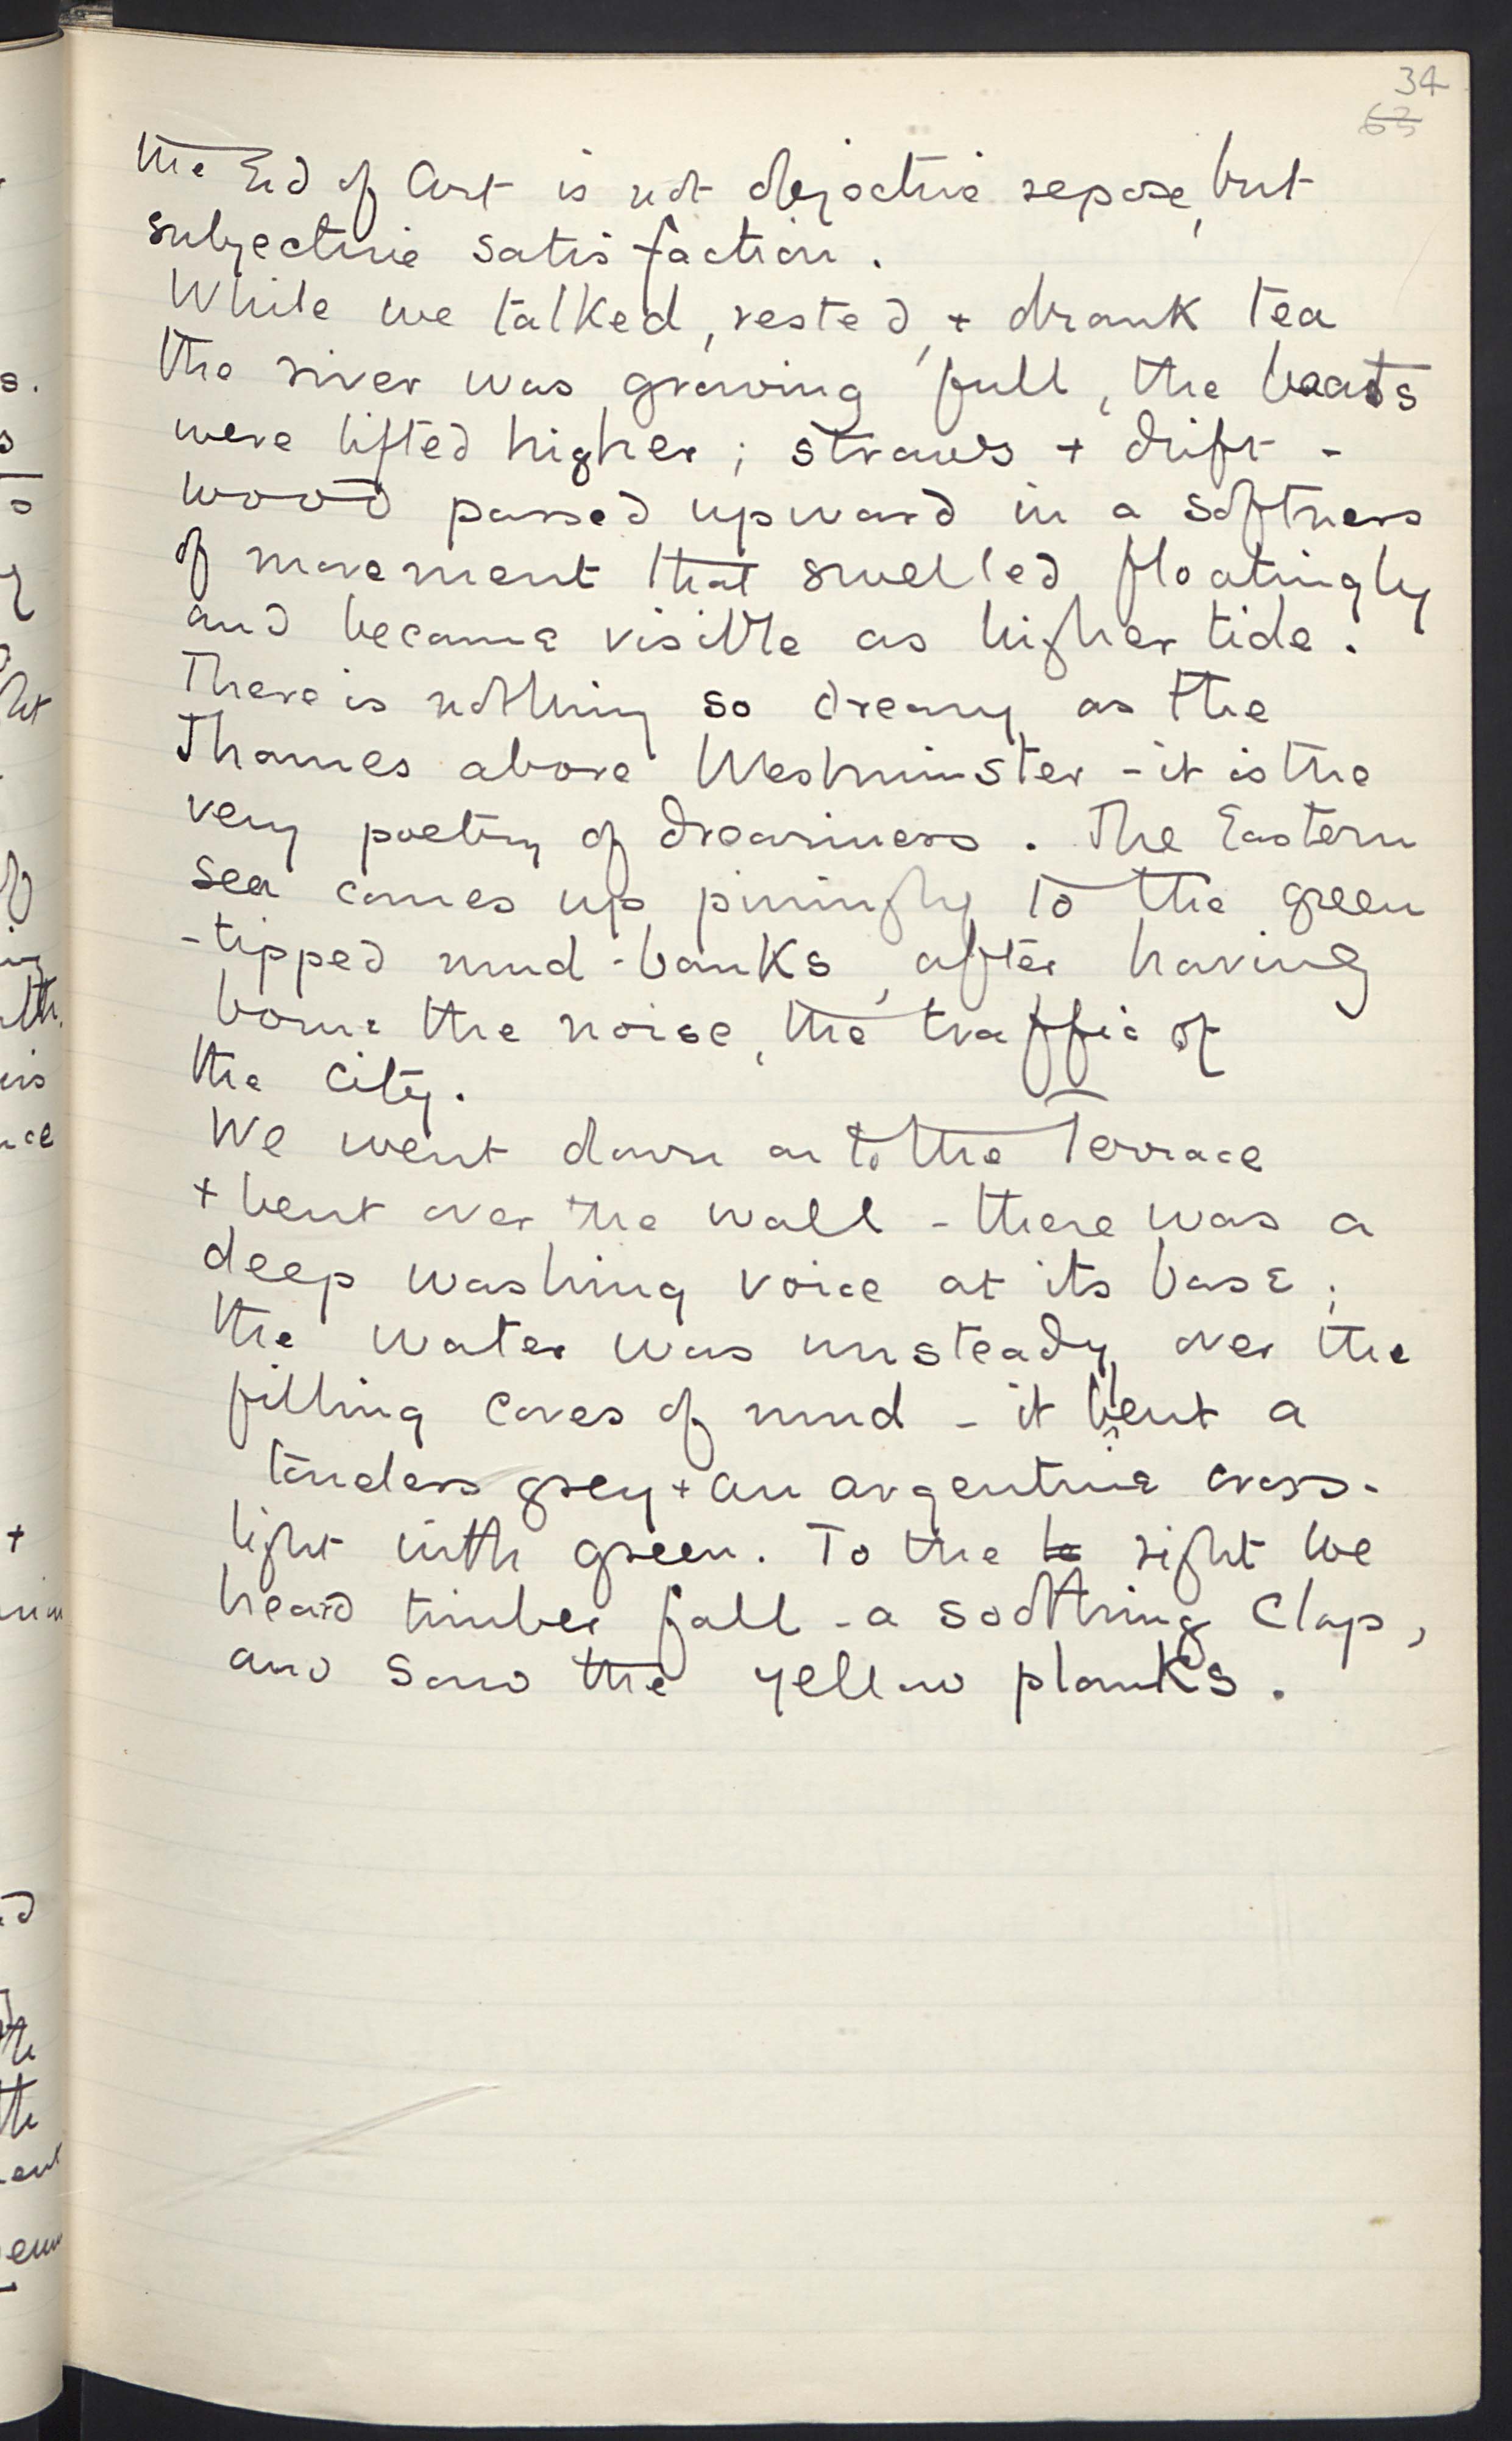 34
63
the End of Art is not objective repose, but
subjective satisfaction.
While we talked, rested, + drank tea
the river was growing full, the boats
were lifted higher; straws + drift-
wood passed upward in a softness
of movement that swelled floatingly
and became visible as higher tide.
There is nothing so dreamy as the
Thames above Westminster - it is the
very poetry of dreariness. The Eastern
sea comes up piningly to the green
-tipped mud-banks, after having
borne the noise, the traffic of
the city.
We went down on to the Terrace
+ bent over the wall - there was a
deep washing voice at its base;
the water was unsteady over the
filling coves of mud - it blent a
tenders grey + an argentine cross-
light with green. To the le right we
heard timber fall - a soothing clap,
and saw the yellow planks.